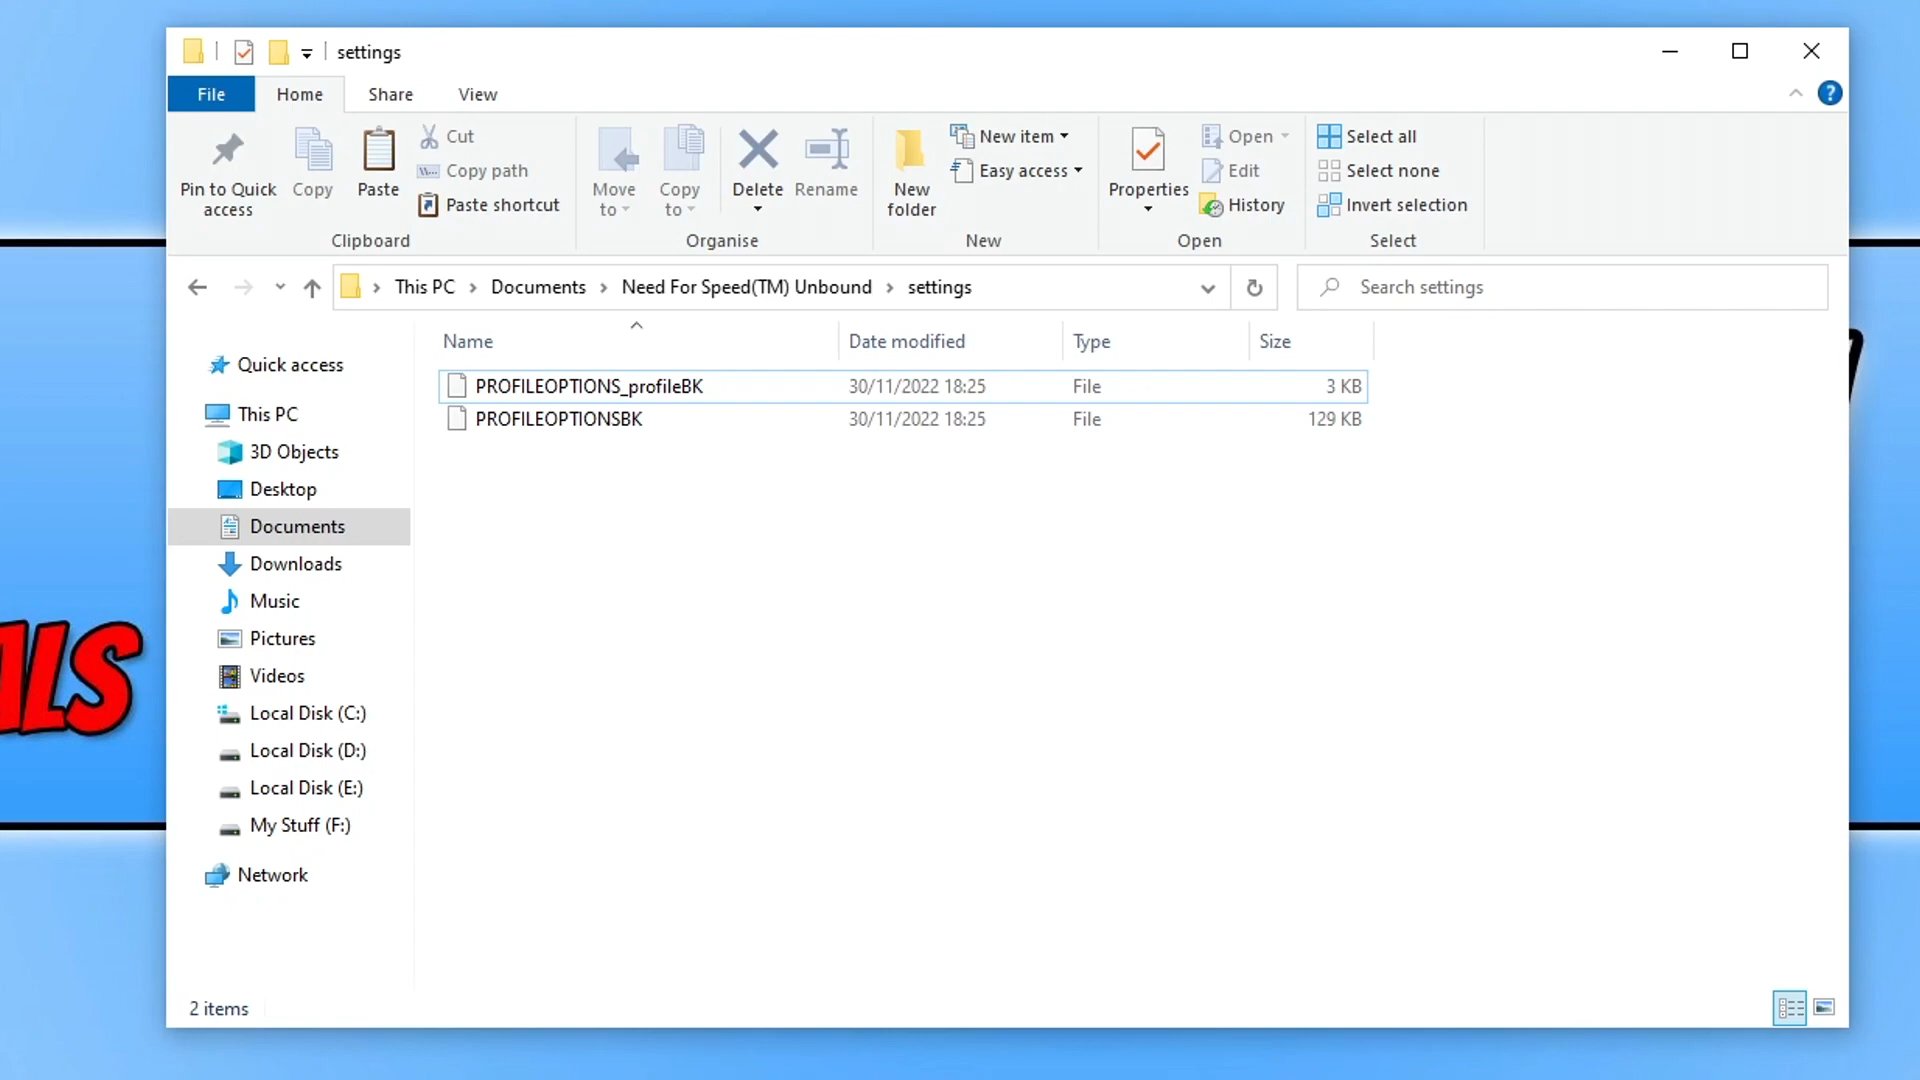 settings
File Home Share View
Pin to Quick access
Copy
Paste
Cut
Copy path
Paste shortcut
Clipboard
Move to
Copy to
Delete
Rename
Organise
New folder
New item
Easy access
New
Properties
Open
Edit
History
Open
Select all
Select none
Invert selection
Select
This PC Documents Need For Speed(TM) Unbound settings
Search settings
Name Date modified Type Size
PROFILEOPTIONS_profileBK 30/11/2022 18:25 File 3 KB
PROFILEOPTIONSBK 30/11/2022 18:25 File 129 KB
Quick access
This PC
3D Objects
Desktop
Documents
Downloads
Music
Pictures
Videos
Local Disk (C:)
Local Disk (D:)
Local Disk (E:)
My Stuff (F:)
Network
2 items